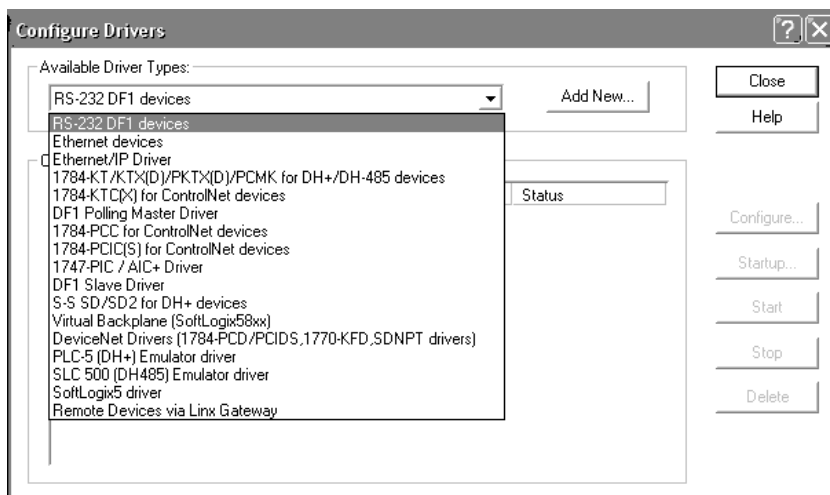 Configure Drivers
Available Driver Types:
RS-232 DF1 devices
Add New...
Close
Help
RS-232 DF1 devices
Ethernet devices
Ethernet/IP Driver
1784-KT/KTX(D)/PKTX(D)/PCMK for DH+/DH-485 devices
1784-KTC(X) for ControlNet devices
DF1 Polling Master Driver
1784-PCC for ControlNet devices
1784-PCIC(S) for ControlNet devices
1747-PIC / AIC+ Driver
DF1 Slave Driver
S-S SD/SD2 for DH+ devices
Virtual Backplane (SoftLogix58xx)
DeviceNet Drivers (1784-PCD/PCIDS,1770-KFD,SDNPT drivers)
PLC-5 (DH+) Emulator driver
SLC 500 (DH485) Emulator driver
SoftLogix5 driver
Remote Devices via Linx Gateway
Status
Configure...
Startup...
Start
Stop
Delete